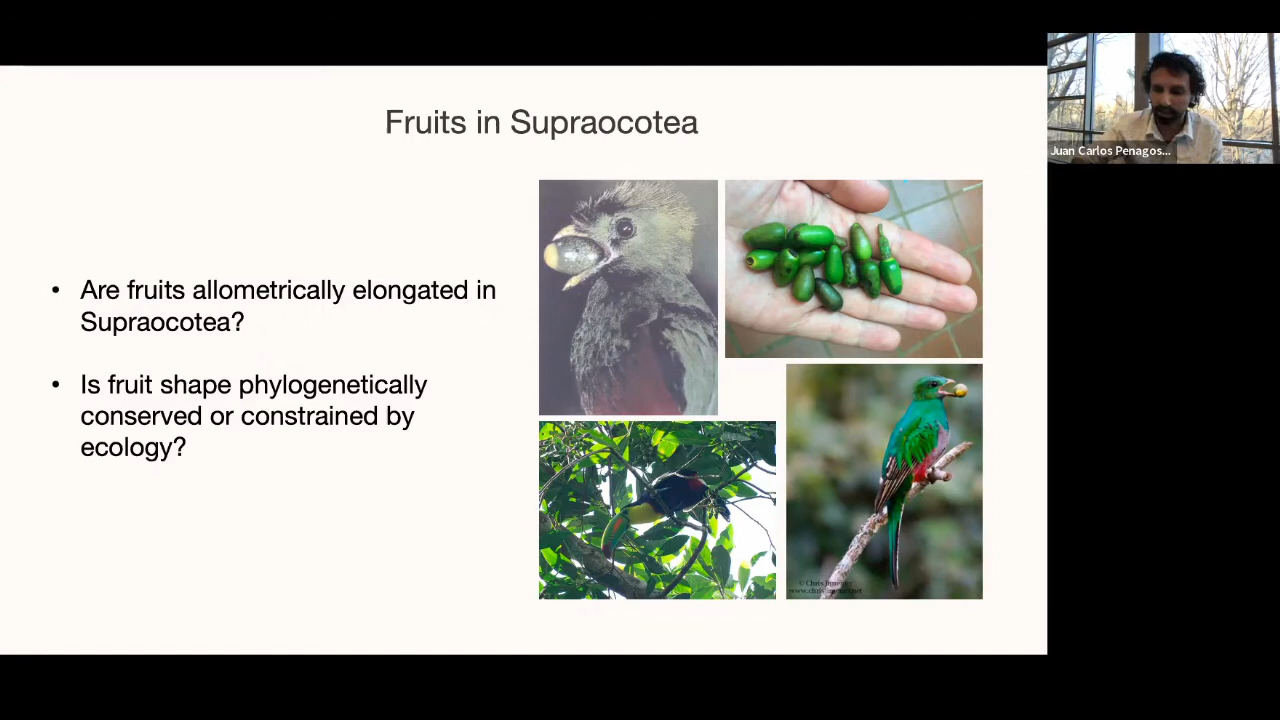 Fruits in Supraocotea
Juan Carlos Penagos...
• Are fruits allometrically elongated in
Supraocotea?
• Is fruit shape phylogenetically
conserved or constrained by
ecology?
© Chris